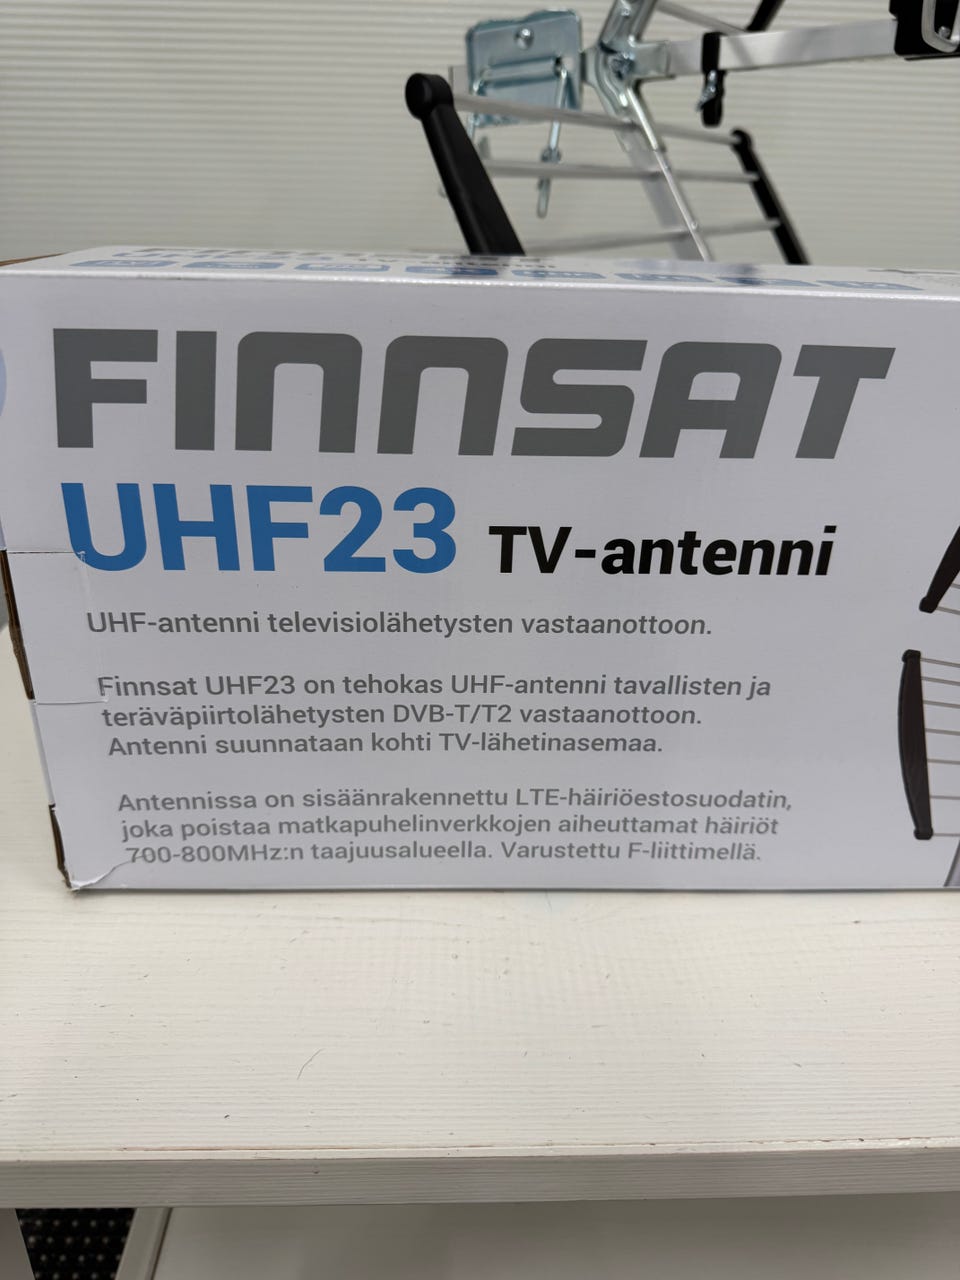 FINNSAT
UHF23 TV-antenni
UHF-antenni televisiolähetysten vastaanottoon.
Finnsat UHF23 on tehokas UHF-antenni tavallisten ja
teräväpiirtolähetysten DVB-T/T2 vastaanottoon.
Antenni suunnataan kohti TV-lähetinasemaa.
Antennissa on sisäänrakennettu LTE-häiriöestosuodatin,
joka poistaa matkapuhelinverkkojen aiheuttamat häiriöt
700-800MHz:n taajuusalueella. Varustettu F-liittimellä.